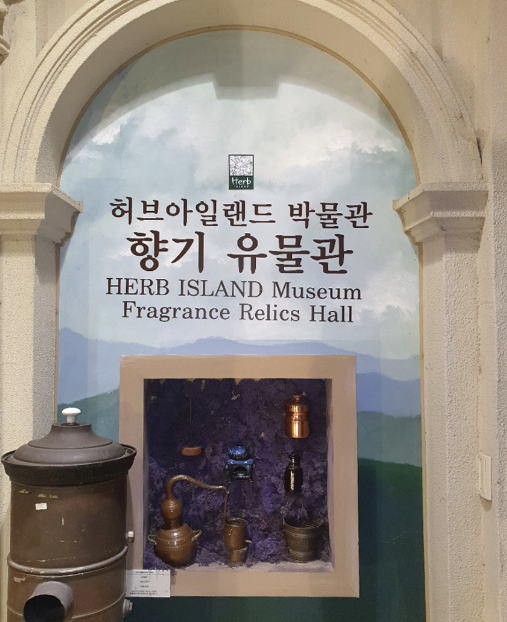 Herb
ISLAND
허브아일랜드 박물관
향기 유물관
HERB ISLAND Museum
Fragrance Relics Hall